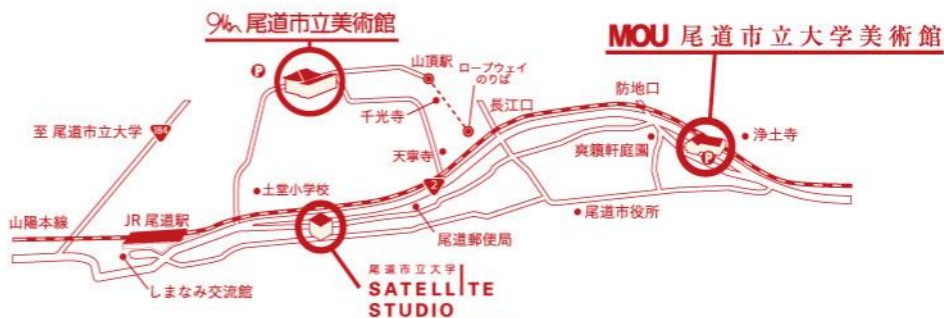 尾道市立美術館
MOU 尾道市立大学美術館
P
山頂駅
ロープウェイ
のりば
千光寺
長江口
防地口
至 尾道市立大学
184
天寧寺
爽籟軒庭園
P
浄土寺
土堂小学校
2
山陽本線
JR 尾道駅
尾道市役所
尾道郵便局
しまなみ交流館
尾道市立大学
SATELLITE
STUDIO